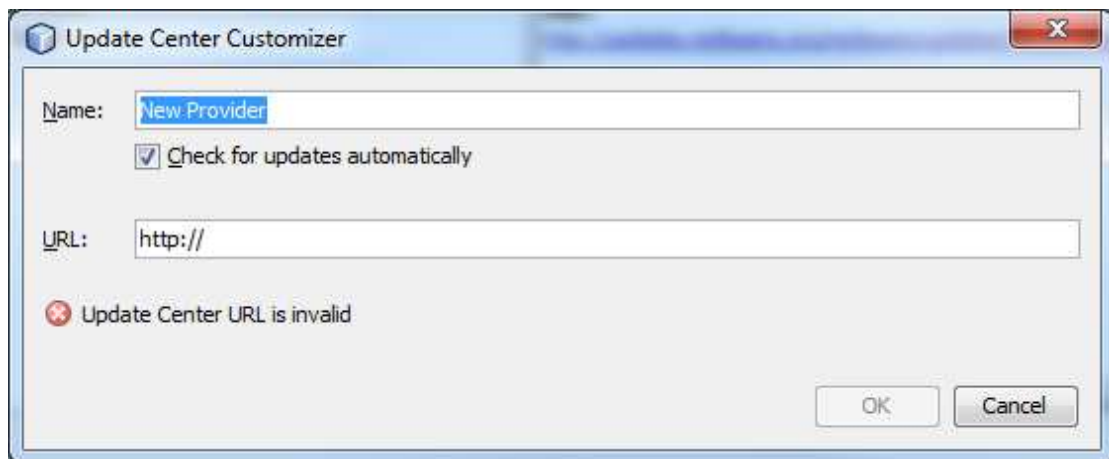 Update Center Customizer
Name: New Provider
Check for updates automatically
URL: http://
Update Center URL is invalid
OK Cancel